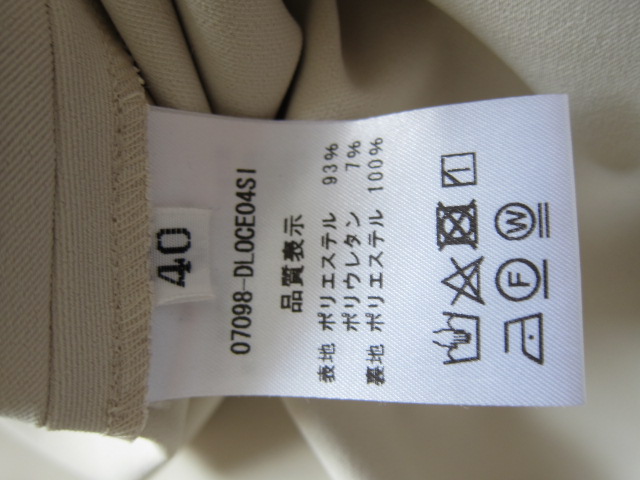 40
07098-DL0CE04SI
品質表示
表地 ポリエステル 93%
ポリウレタン 7%
裏地 ポリエステル 100%
W
F